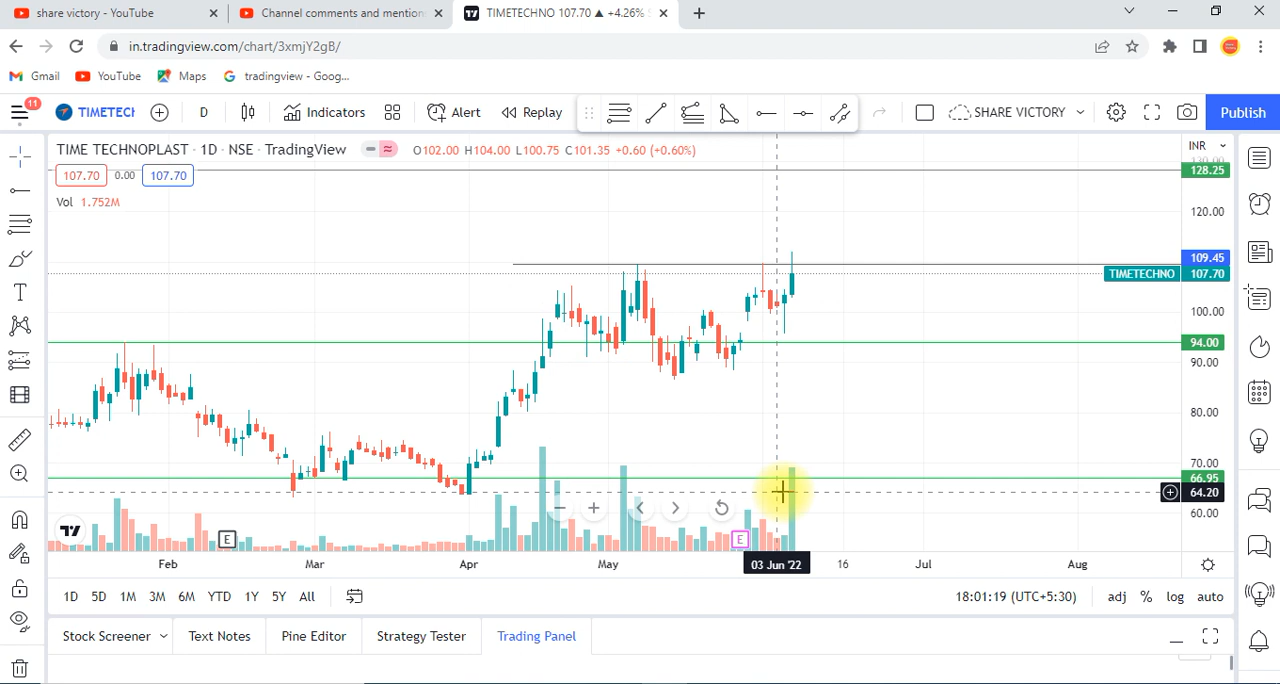 share victory - YouTube
Channel comments and mention
TIMETECHNO 107.70 ▲ +4.26%
in.tradingview.com/chart/3xmjY2gB/
Gmail
YouTube
Maps
tradingview - Goog...
11
TIMETECH
D
Indicators
Alert
Replay
SHARE VICTORY
Publish
TIME TECHNOPLAST · 1D · NSE · TradingView
O102.00 H104.00 L100.75 C101.35 +0.60 (+0.60%)
INR
107.70
0.00
107.70
128.25
Vol 1.752M
120.00
109.45
TIMETECHNO 107.70
100.00
94.00
90.00
80.00
70.00
66.95
64.20
60.00
E
E
Feb
Mar
Apr
May
03 Jun '22
16
Jul
Aug
1D
5D
1M
3M
6M
YTD
1Y
5Y
All
18:01:19 (UTC+5:30)
adj
%
log
auto
Stock Screener
Text Notes
Pine Editor
Strategy Tester
Trading Panel